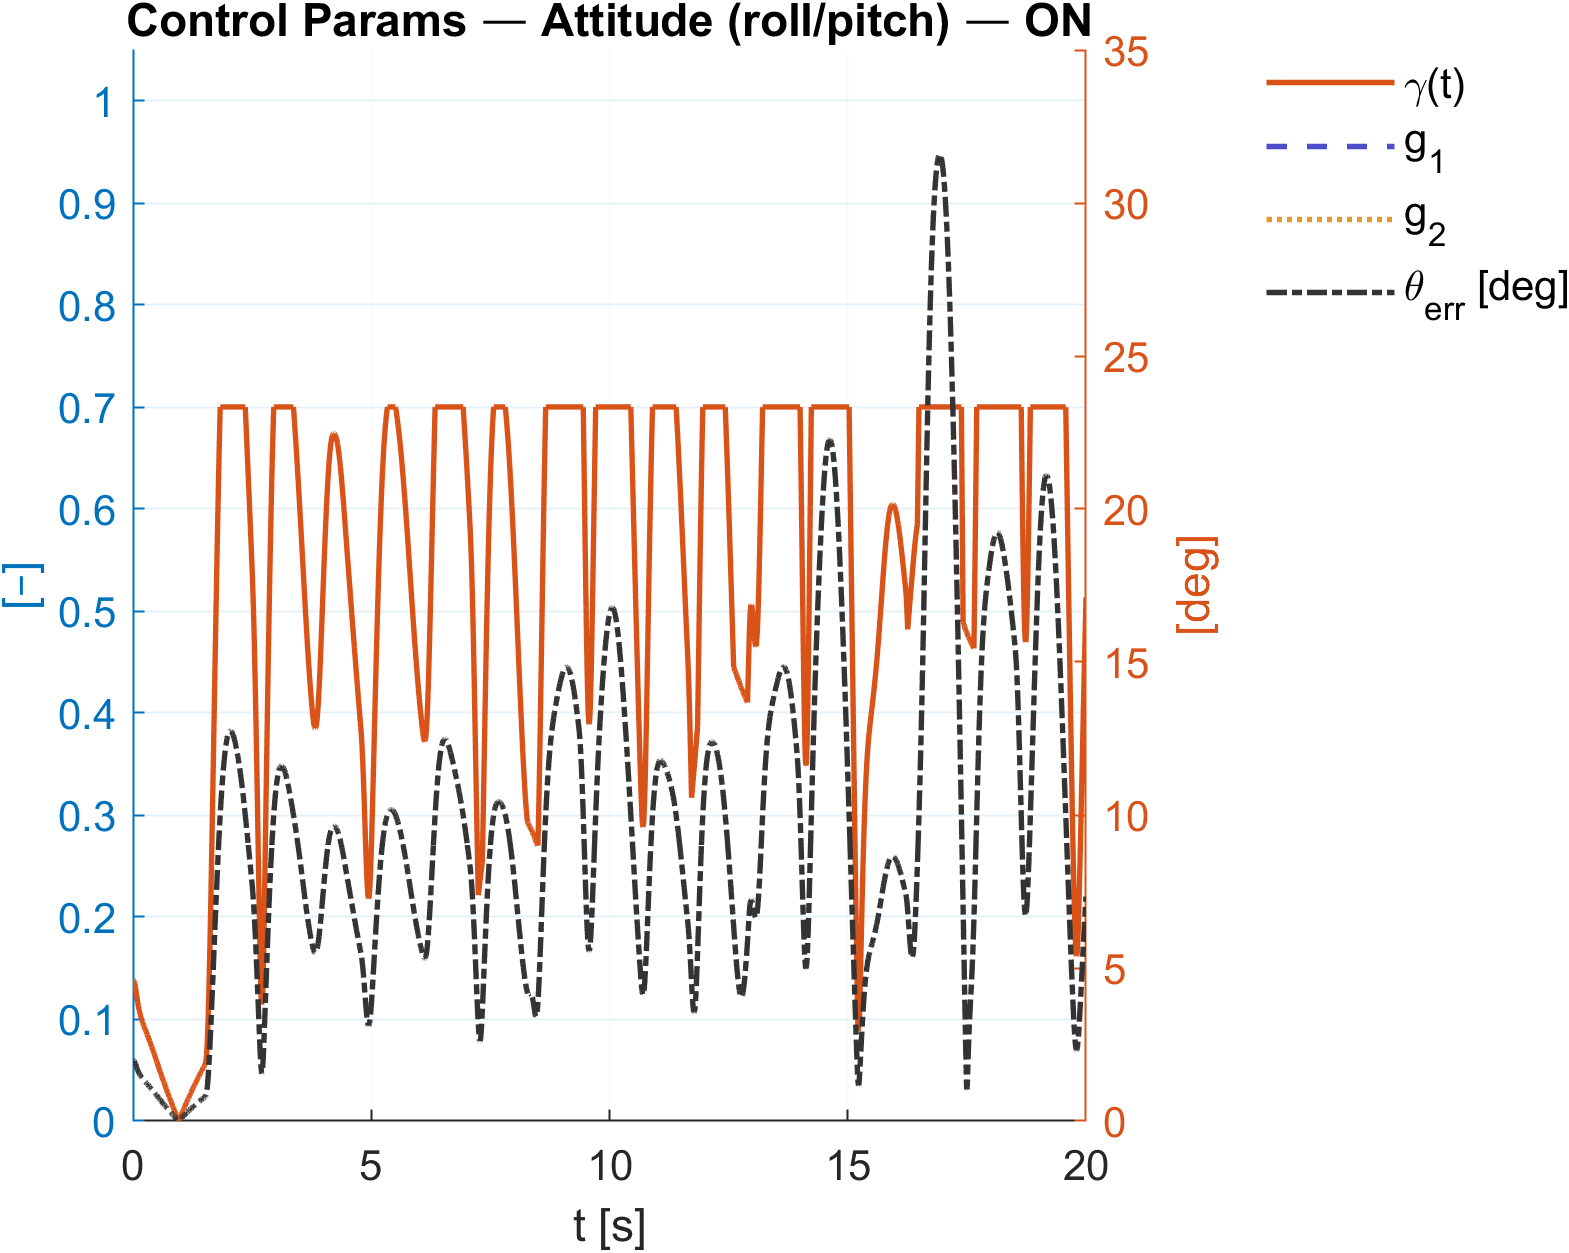 Control Params — Attitude (roll/pitch) — ON
1
0.9
0.8
0.7
0.6
0.5
0.4
0.3
0.2
0.1
0
[−]
35
30
25
20
15
10
5
0
[deg]
0 5 10 15 20
t [s]
γ(t)
g1
g2
θerr [deg]